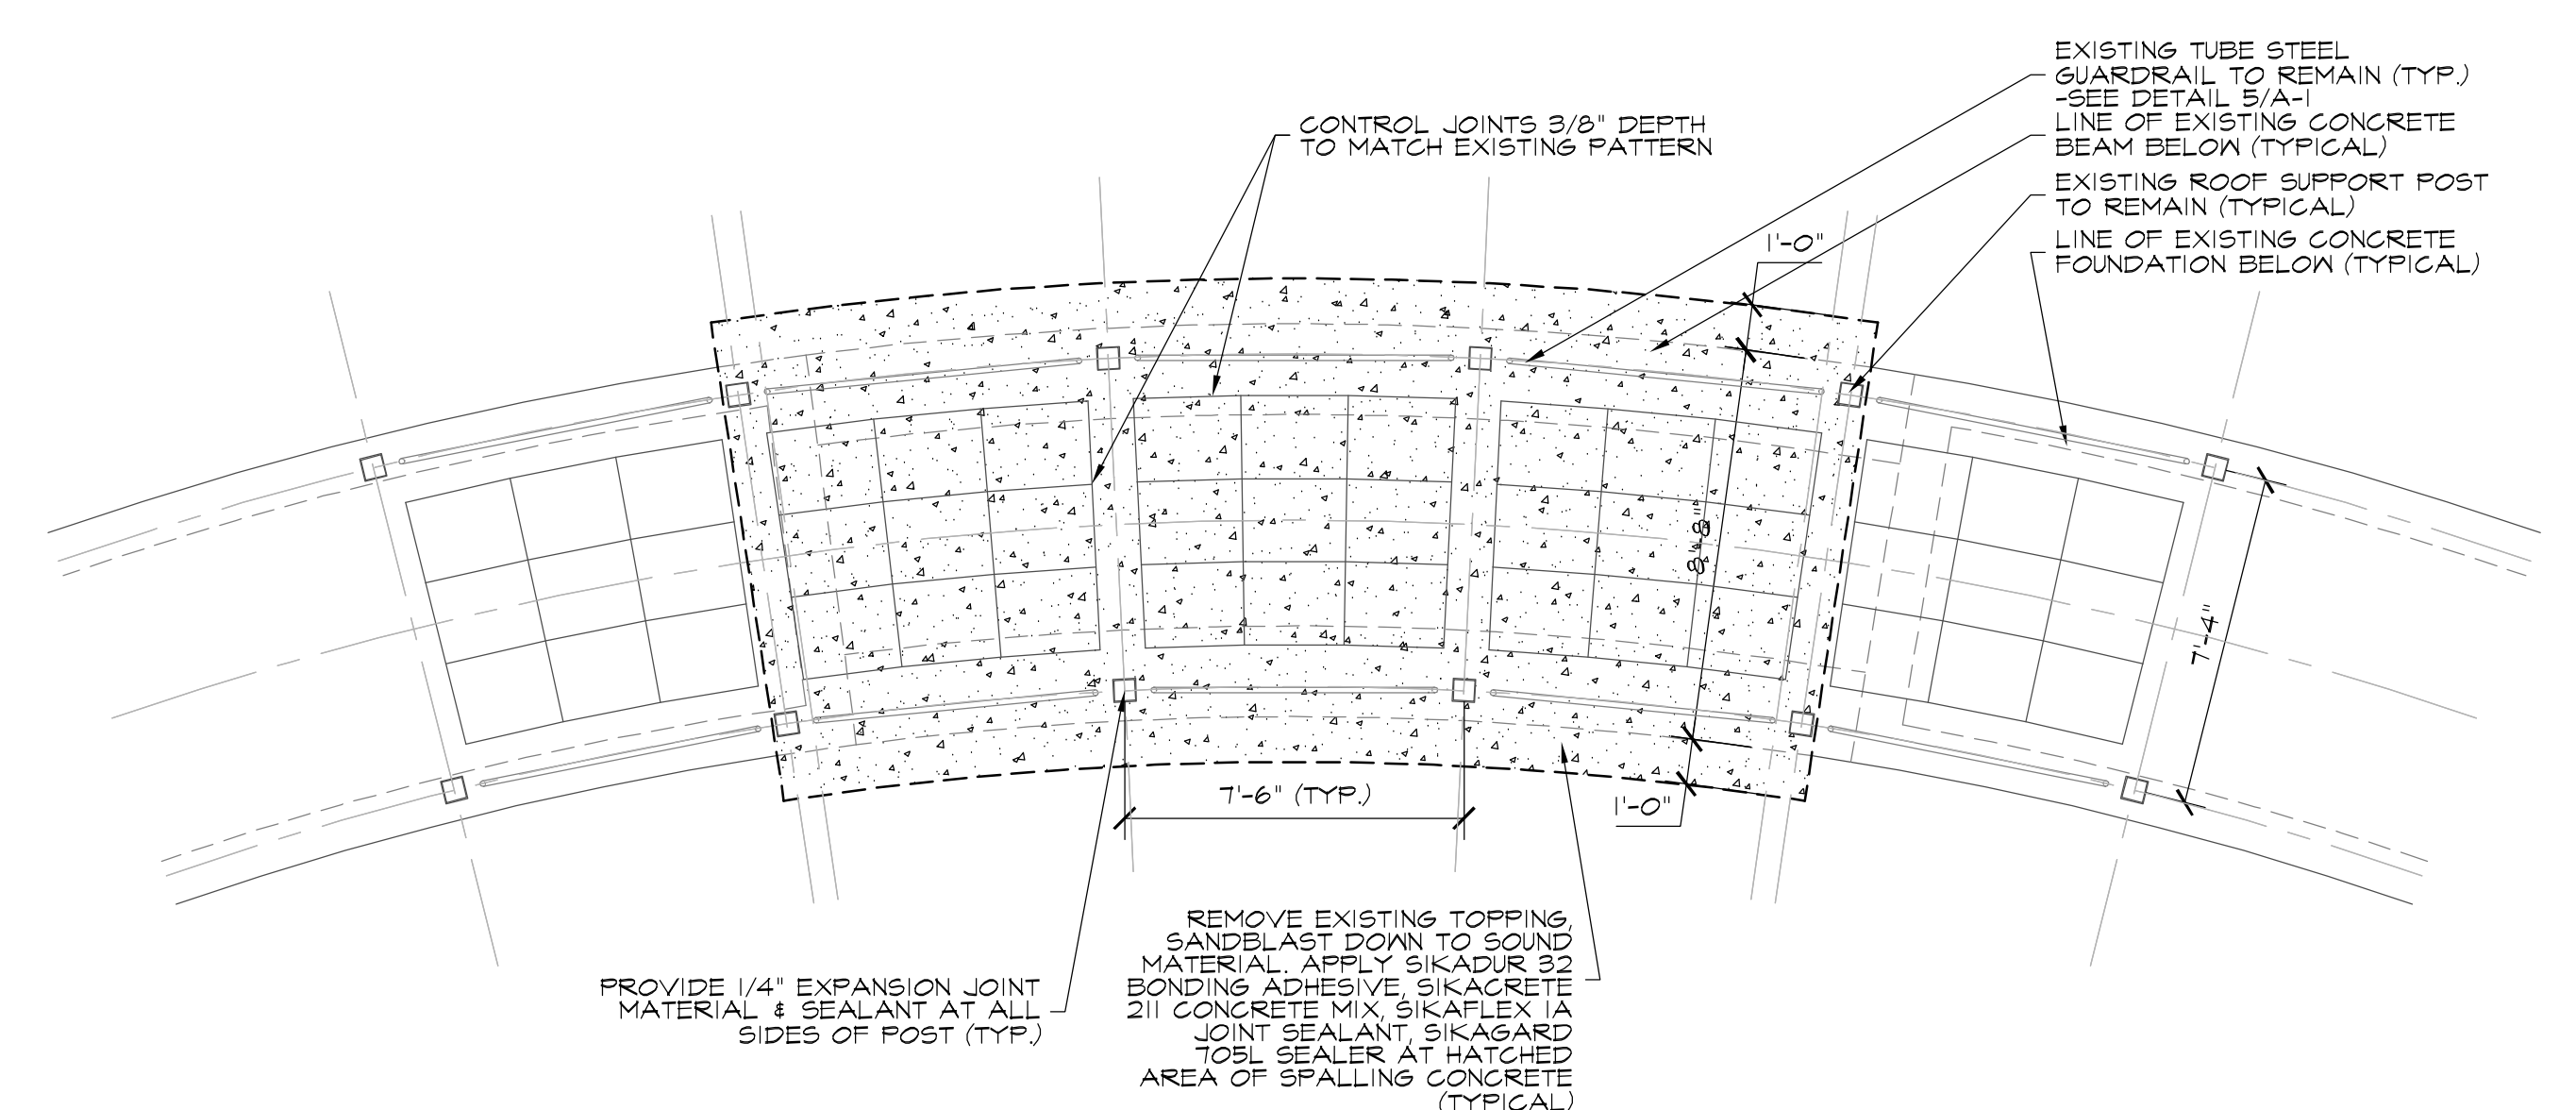 EXISTING TUBE STEEL
GUARDRAIL TO REMAIN (TYP.)
-SEE DETAIL 5/A-1
LINE OF EXISTING CONCRETE
BEAM BELOW (TYPICAL)
EXISTING ROOF SUPPORT POST
TO REMAIN (TYPICAL)
LINE OF EXISTING CONCRETE
FOUNDATION BELOW (TYPICAL)
CONTROL JOINTS 3/8" DEPTH
TO MATCH EXISTING PATTERN
1'-0"
8'-8"
7'-4"
7'-6" (TYP.)
1'-0"
PROVIDE 1/4" EXPANSION JOINT
MATERIAL & SEALANT AT ALL
SIDES OF POST (TYP.)
REMOVE EXISTING TOPPING,
SANDBLAST DOWN TO SOUND
MATERIAL. APPLY SIKADUR 32
BONDING ADHESIVE, SIKACRETE
211 CONCRETE MIX, SIKAFLEX 1A
JOINT SEALANT, SIKAGARD
705L SEALER AT HATCHED
AREA OF SPALLING CONCRETE
(TYPICAL)